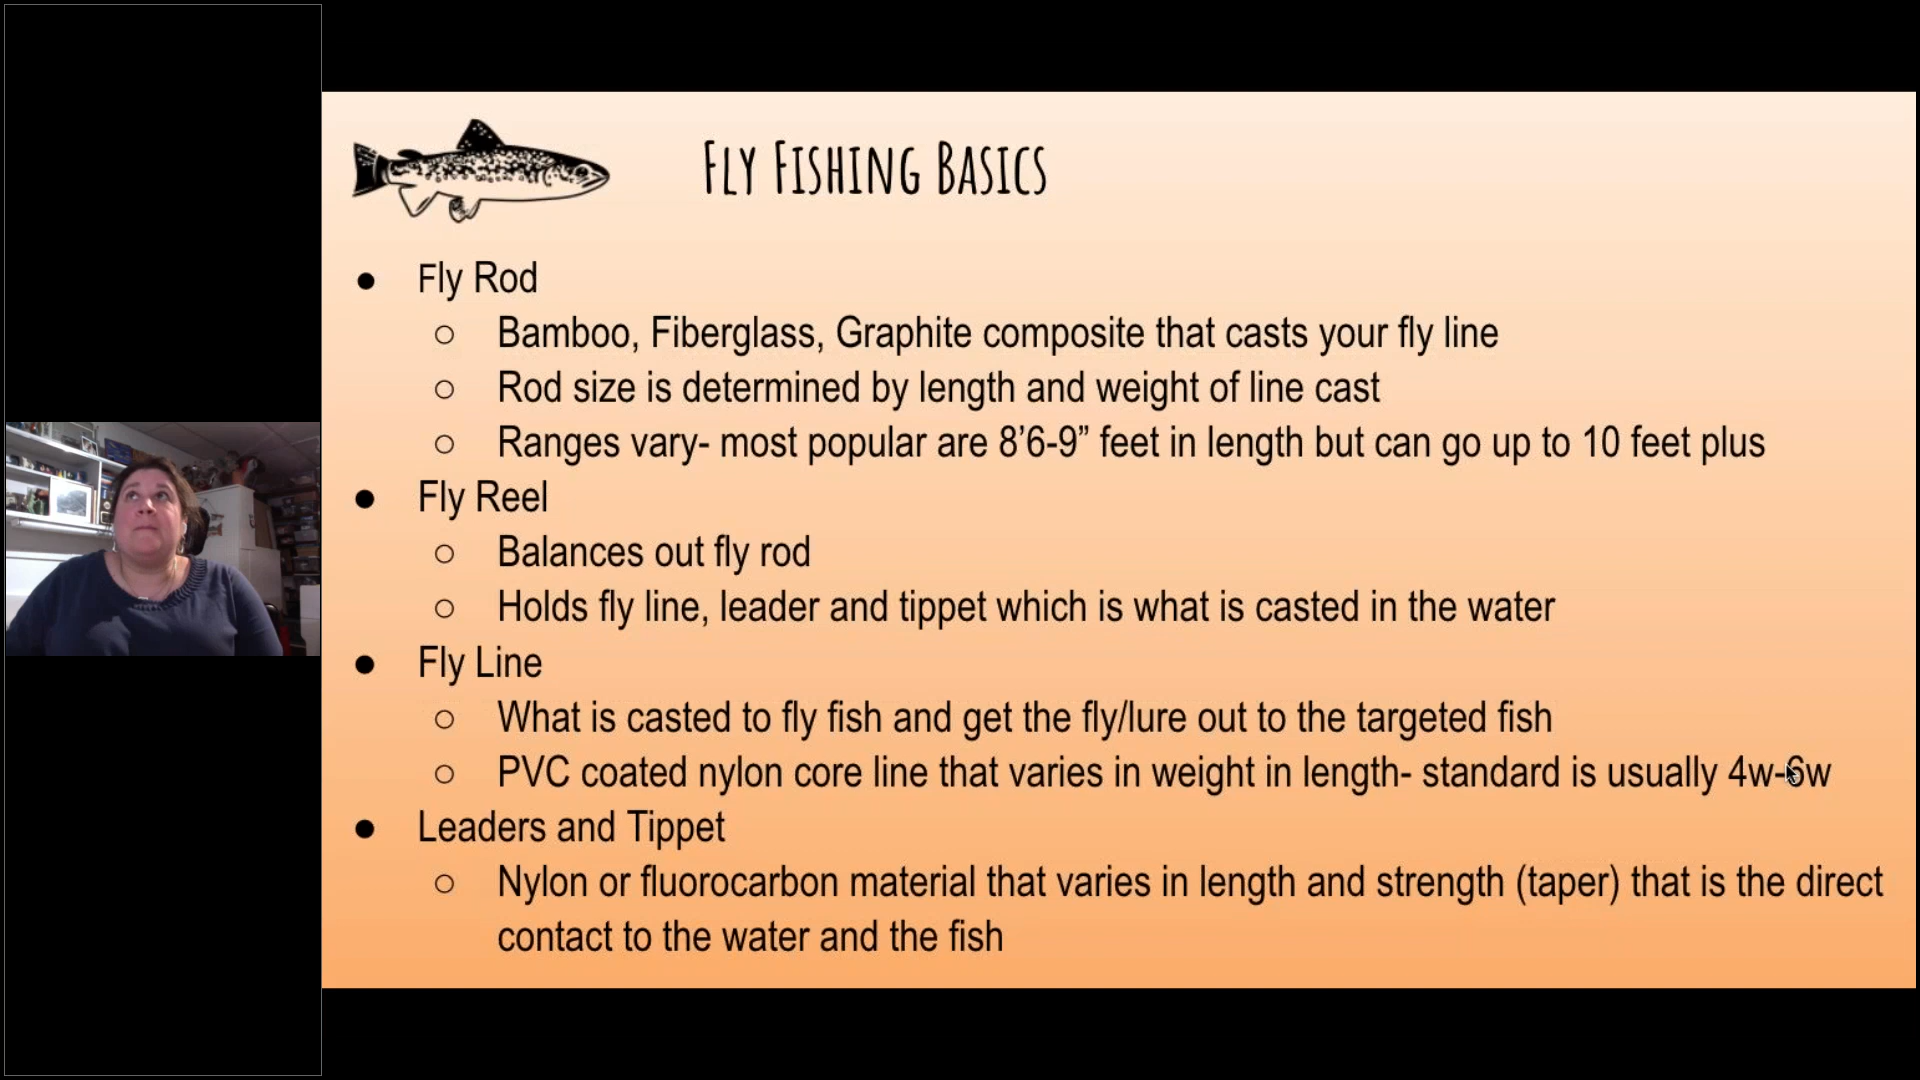 Fly Fishing Basics
● Fly Rod
○ Bamboo, Fiberglass, Graphite composite that casts your fly line
○ Rod size is determined by length and weight of line cast
○ Ranges vary- most popular are 8’6-9” feet in length but can go up to 10 feet plus
● Fly Reel
○ Balances out fly rod
○ Holds fly line, leader and tippet which is what is casted in the water
● Fly Line
○ What is casted to fly fish and get the fly/lure out to the targeted fish
○ PVC coated nylon core line that varies in weight in length- standard is usually 4w-6w
● Leaders and Tippet
○ Nylon or fluorocarbon material that varies in length and strength (taper) that is the direct
contact to the water and the fish